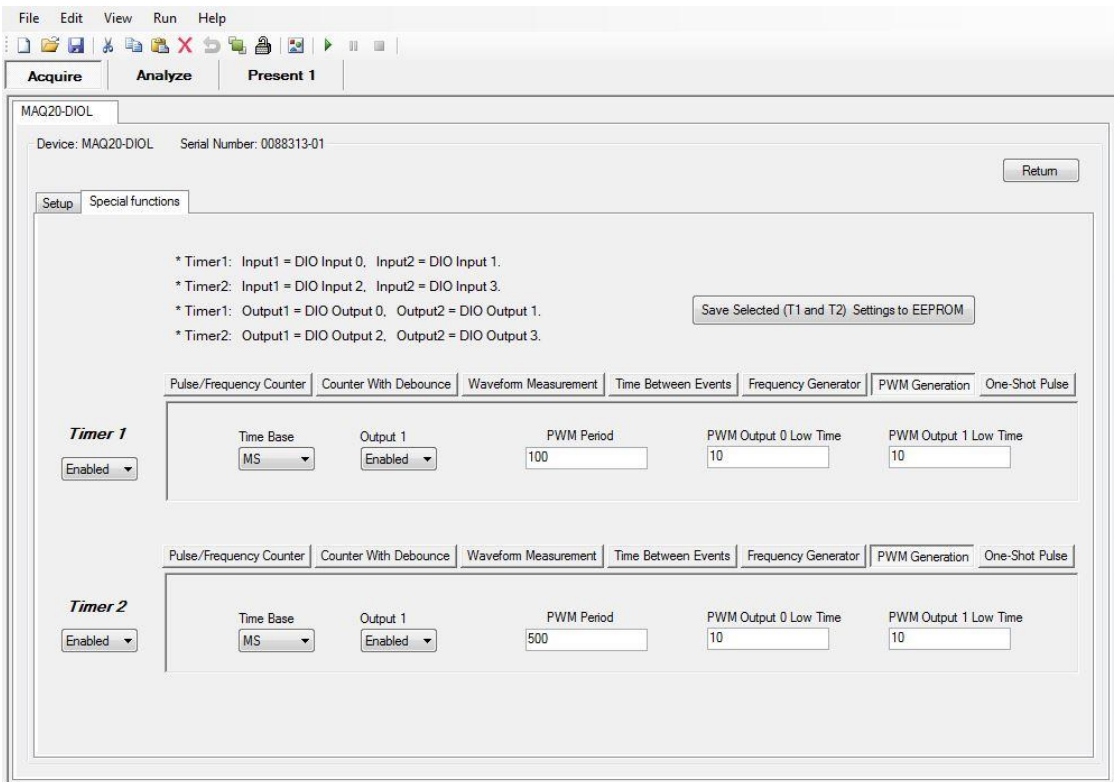 File Edit View Run Help
Acquire Analyze Present 1
MAQ20-DIOL
Device: MAQ20-DIOL Serial Number: 0088313-01
Return
Setup Special functions
* Timer1: Input1 = DIO Input 0, Input2 = DIO Input 1.
* Timer2: Input1 = DIO Input 2, Input2 = DIO Input 3.
* Timer1: Output1 = DIO Output 0, Output2 = DIO Output 1.
Save Selected (T1 and T2) Settings to EEPROM
* Timer2: Output1 = DIO Output 2, Output2 = DIO Output 3.
Pulse/Frequency Counter Counter With Debounce Waveform Measurement Time Between Events Frequency Generator PWM Generation One-Shot Pulse
Timer 1
Time Base Output 1 PWM Period PWM Output 0 Low Time PWM Output 1 Low Time
Enabled MS Enabled 100 10 10
Pulse/Frequency Counter Counter With Debounce Waveform Measurement Time Between Events Frequency Generator PWM Generation One-Shot Pulse
Timer 2
Time Base Output 1 PWM Period PWM Output 0 Low Time PWM Output 1 Low Time
Enabled MS Enabled 500 10 10